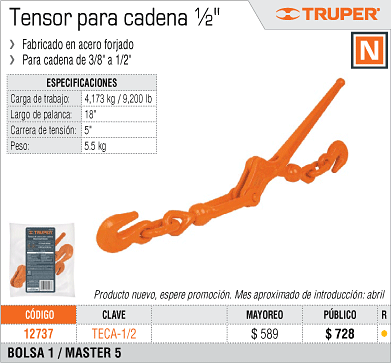 Tensor para cadena ½"
TRUPER
Fabricado en acero forjado
Para cadena de 3/8" a 1/2"
N
ESPECIFICACIONES
Carga de trabajo: 4,173 kg / 9,200 lb
Largo de palanca: 18"
Carrera de tensión: 5"
Peso: 5.5 kg
TRUPER
Producto nuevo, espere promoción. Mes aproximado de introducción: abril
CÓDIGO CLAVE MAYOREO PÚBLICO R
12737 TECA-1/2 $ 589 $ 728
BOLSA 1 / MASTER 5